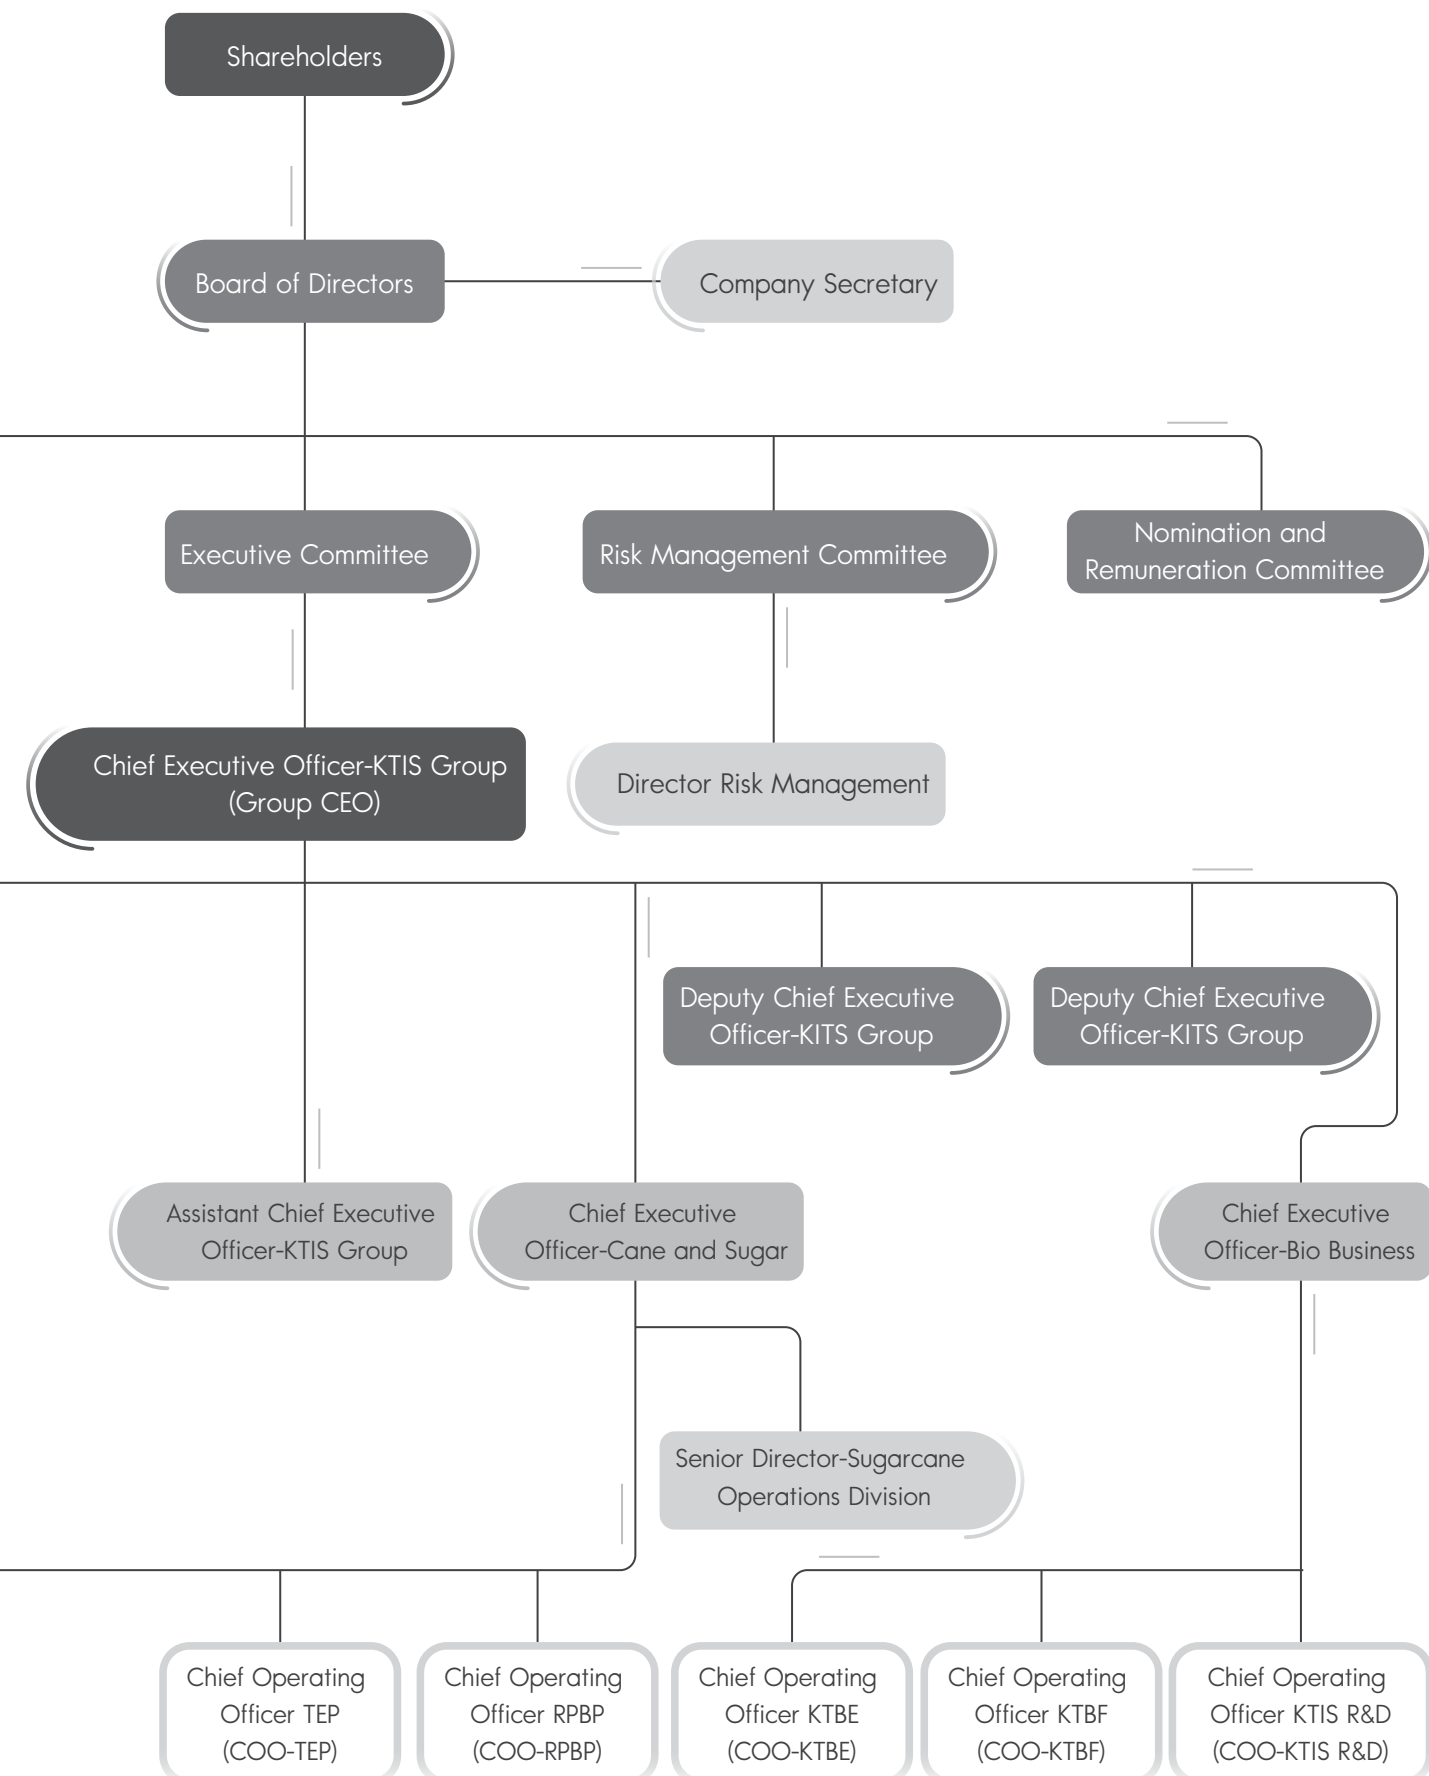 Shareholders
Board of Directors
Company Secretary
Executive Committee
Risk Management Committee
Nomination and
Remuneration Committee
Chief Executive Officer-KTIS Group
(Group CEO)
Director Risk Management
Deputy Chief Executive
Officer-KITS Group
Deputy Chief Executive
Officer-KITS Group
Assistant Chief Executive
Officer-KTIS Group
Chief Executive
Officer-Cane and Sugar
Chief Executive
Officer-Bio Business
Senior Director-Sugarcane
Operations Division
Chief Operating
Officer TEP
(COO-TEP)
Chief Operating
Officer RPBP
(COO-RPBP)
Chief Operating
Officer KTBE
(COO-KTBE)
Chief Operating
Officer KTBF
(COO-KTBF)
Chief Operating
Officer KTIS R&D
(COO-KTIS R&D)